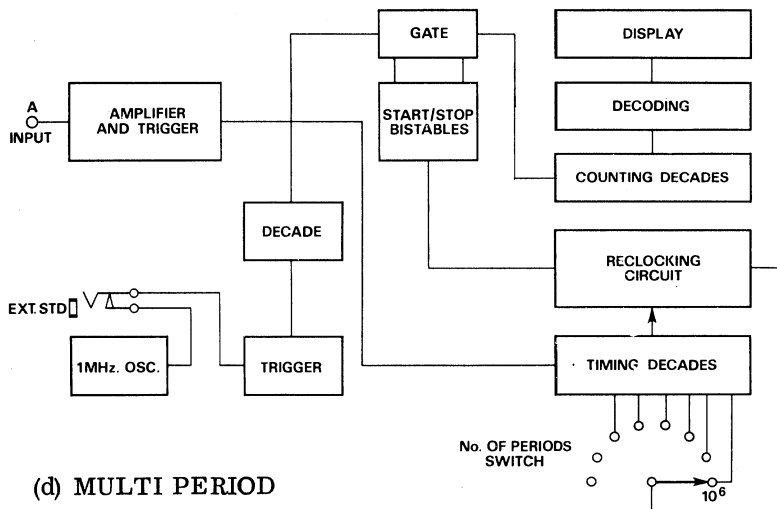 GATE
DISPLAY
A
INPUT
AMPLIFIER
AND TRIGGER
START/STOP
BISTABLES
DECODING
COUNTING DECADES
DECADE
RECLOCKING
CIRCUIT
EXT. STD
1MHz. OSC.
TRIGGER
TIMING DECADES
No. OF PERIODS
SWITCH
10⁶
(d) MULTI PERIOD